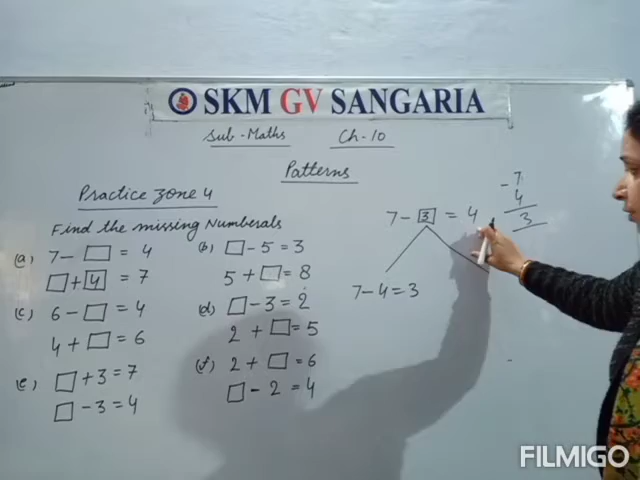 SKM GV SANGARIA
Sub - Maths Ch-10
Patterns
Practice Zone 4
Find the missing Numberals
(a) 7 - □ = 4
□ + 4 = 7
(b) □ - 5 = 3
5 + □ = 8
(c) 6 - □ = 4
4 + □ = 6
(d) □ - 3 = 2
2 + □ = 5
(e) □ + 3 = 7
□ - 3 = 4
(f) 2 + □ = 6
□ - 2 = 4
7 - 3 = 4
7 - 4 = 3
- 7
4
3
FILMIGO